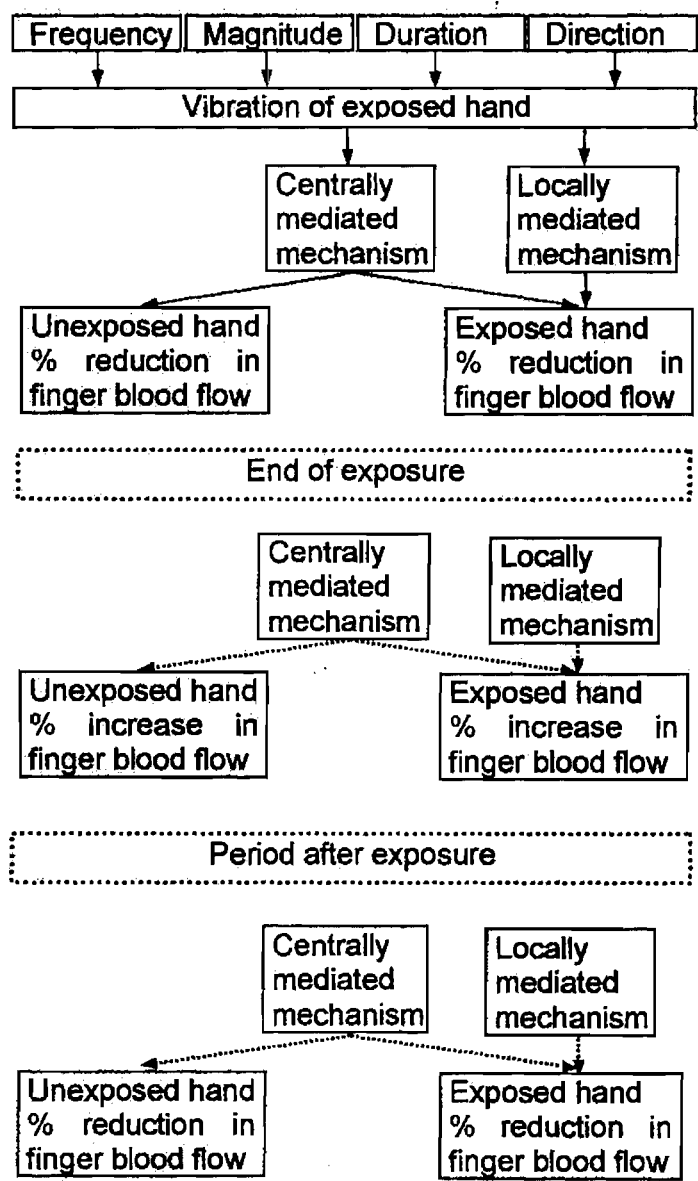 Frequency Magnitude Duration Direction
Vibration of exposed hand
Centrally
mediated
mechanism
Locally
mediated
mechanism
Unexposed hand
% reduction in
finger blood flow
Exposed hand
% reduction in
finger blood flow
End of exposure
Centrally
mediated
mechanism
Locally
mediated
mechanism
Unexposed hand
% increase in
finger blood flow
Exposed hand
% increase in
finger blood flow
Period after exposure
Centrally
mediated
mechanism
Locally
mediated
mechanism
Unexposed hand
% reduction in
finger blood flow
Exposed hand
% reduction in
finger blood flow